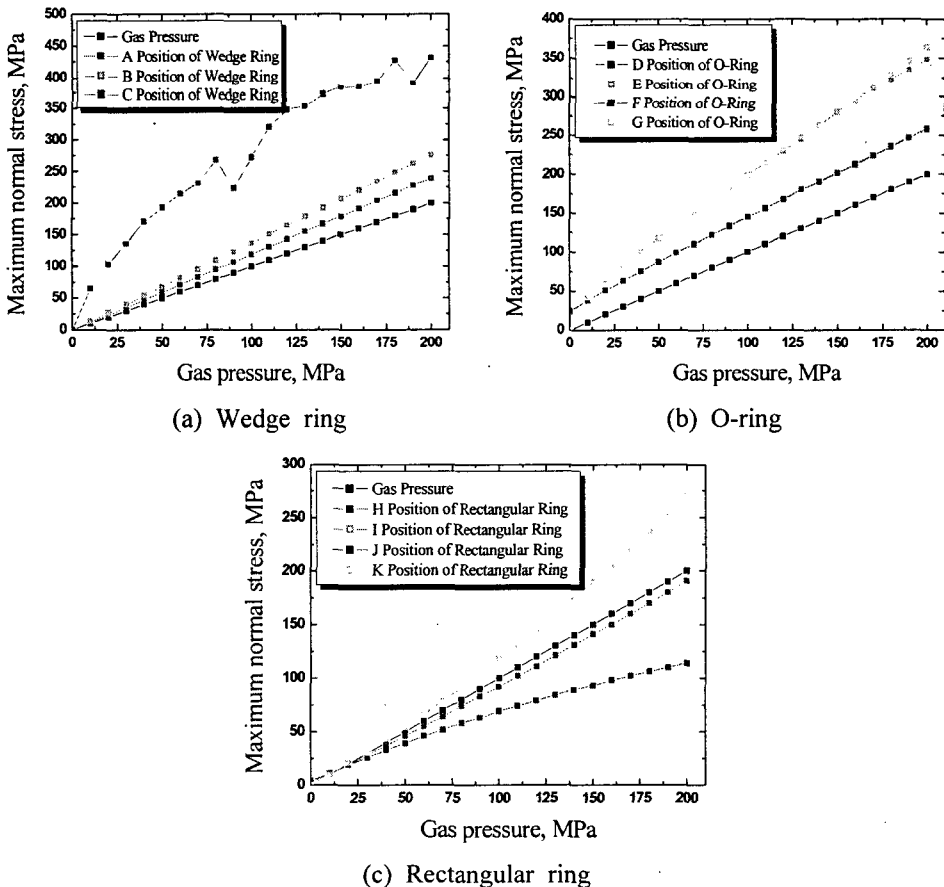 Maximum normal stress, MPa
500
450
400
350
300
250
200
150
100
50
0
Gas Pressure
A Position of Wedge Ring
B Position of Wedge Ring
C Position of Wedge Ring
0 25 50 75 100 125 150 175 200
Gas pressure, MPa
(a) Wedge ring
Maximum normal stress, MPa
400
350
300
250
200
150
100
50
0
Gas Pressure
D Position of O-Ring
E Position of O-Ring
F Position of O-Ring
G Position of O-Ring
0 25 50 75 100 125 150 175 200
Gas pressure, MPa
(b) O-ring
Maximum normal stress, MPa
300
250
200
150
100
50
0
Gas Pressure
H Position of Rectangular Ring
I Position of Rectangular Ring
J Position of Rectangular Ring
K Position of Rectangular Ring
0 25 50 75 100 125 150 175 200
Gas pressure, MPa
(c) Rectangular ring